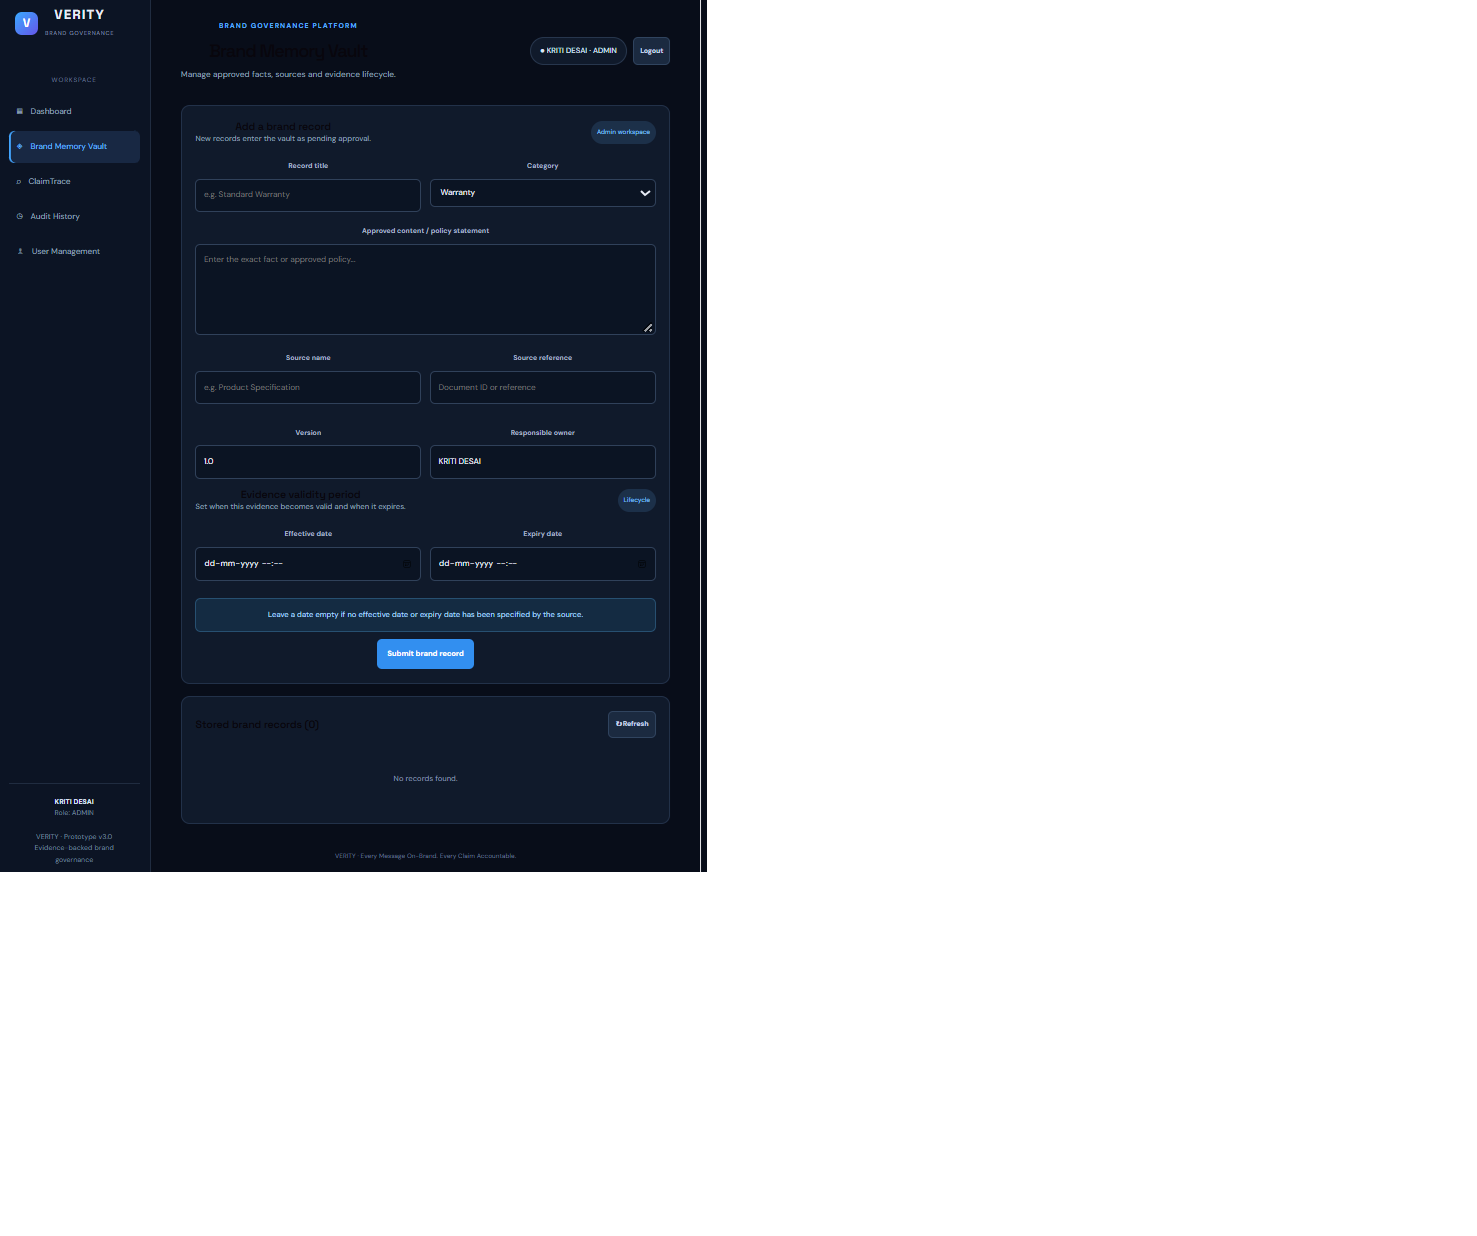 V
VERITY
BRAND GOVERNANCE
WORKSPACE
Dashboard
Brand Memory Vault
ClaimTrace
Audit History
User Management
KRITI DESAI
Role: ADMIN
VERITY · Prototype v3.0
Evidence-backed brand
governance
BRAND GOVERNANCE PLATFORM
Brand Memory Vault
Manage approved facts, sources and evidence lifecycle.
● KRITI DESAI · ADMIN
Logout
Add a brand record
New records enter the vault as pending approval.
Admin workspace
Record title
Category
e.g. Standard Warranty
Warranty
Approved content / policy statement
Enter the exact fact or approved policy...
Source name
Source reference
e.g. Product Specification
Document ID or reference
Version
Responsible owner
1.0
KRITI DESAI
Evidence validity period
Set when this evidence becomes valid and when it expires.
Lifecycle
Effective date
Expiry date
dd-mm-yyyy --:--
dd-mm-yyyy --:--
Leave a date empty if no effective date or expiry date has been specified by the source.
Submit brand record
Stored brand records (0)
↻ Refresh
No records found.
VERITY · Every Message On-Brand. Every Claim Accountable.